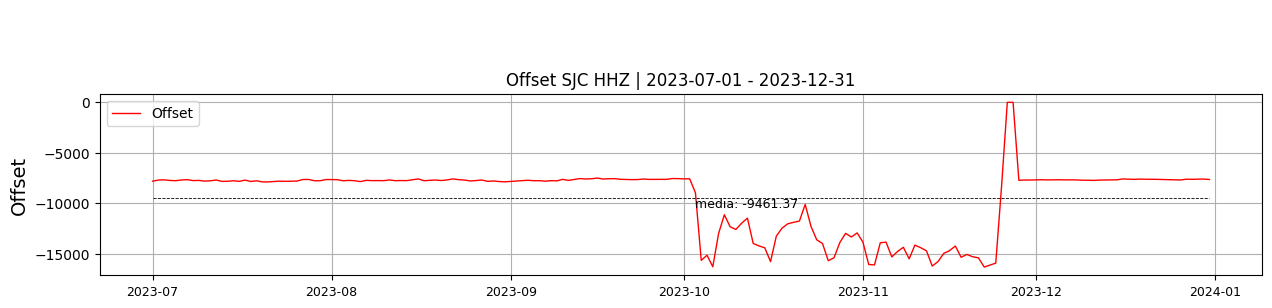 Offset SJC HHZ | 2023-07-01 - 2023-12-31
Offset
Offset
0
−5000
−10000
−15000
media: -9461.37
2023-07
2023-08
2023-09
2023-10
2023-11
2023-12
2024-01